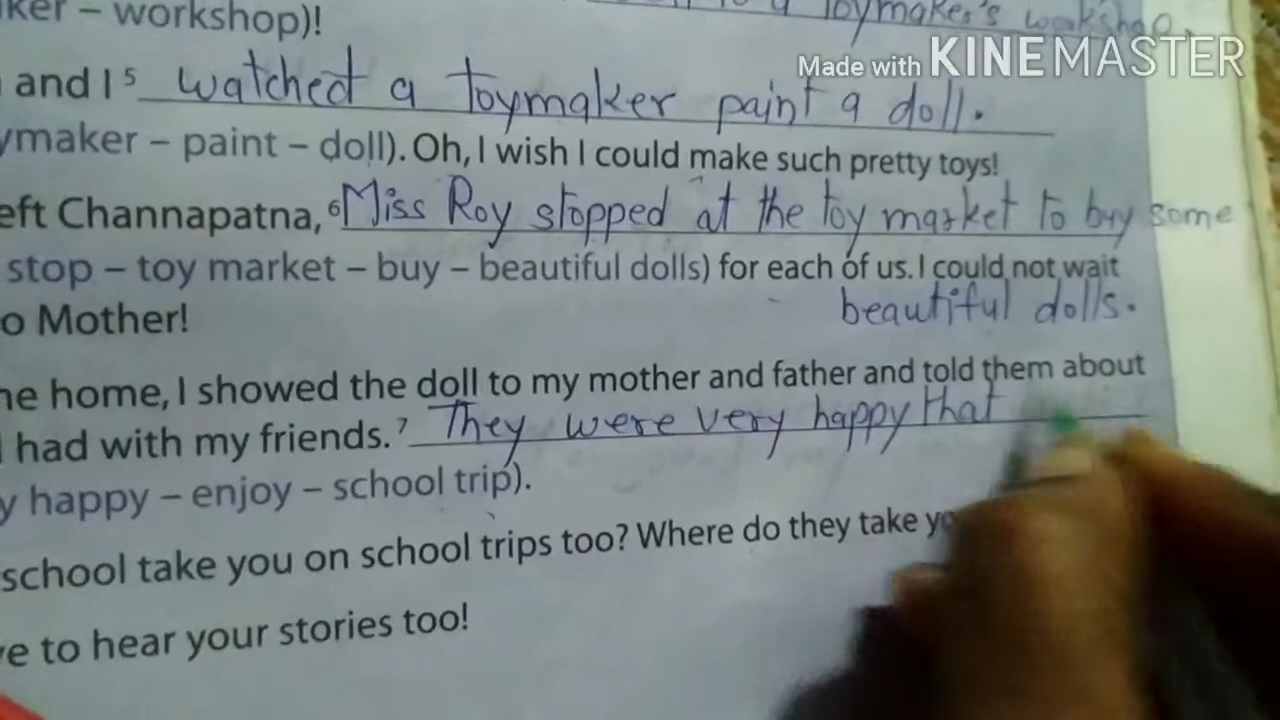 ker – workshop)! a toymaker's workshop.
Made with KINEMASTER
and I ⁵ watched a toymaker paint a doll.
ymaker – paint – doll). Oh, I wish I could make such pretty toys!
eft Channapatna, ⁶Miss Roy stopped at the toy market to buy some
stop – toy market – buy – beautiful dolls) for each of us. I could not wait
beautiful dolls.
o Mother!
ne home, I showed the doll to my mother and father and told them about
had with my friends. ⁷ They were very happy that
y happy – enjoy – school trip).
school take you on school trips too? Where do they take yo
ve to hear your stories too!